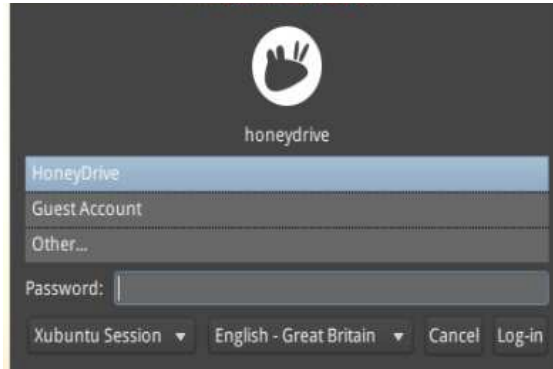 honeydrive
HoneyDrive
Guest Account
Other...
Password:
Xubuntu Session English - Great Britain Cancel Log-in